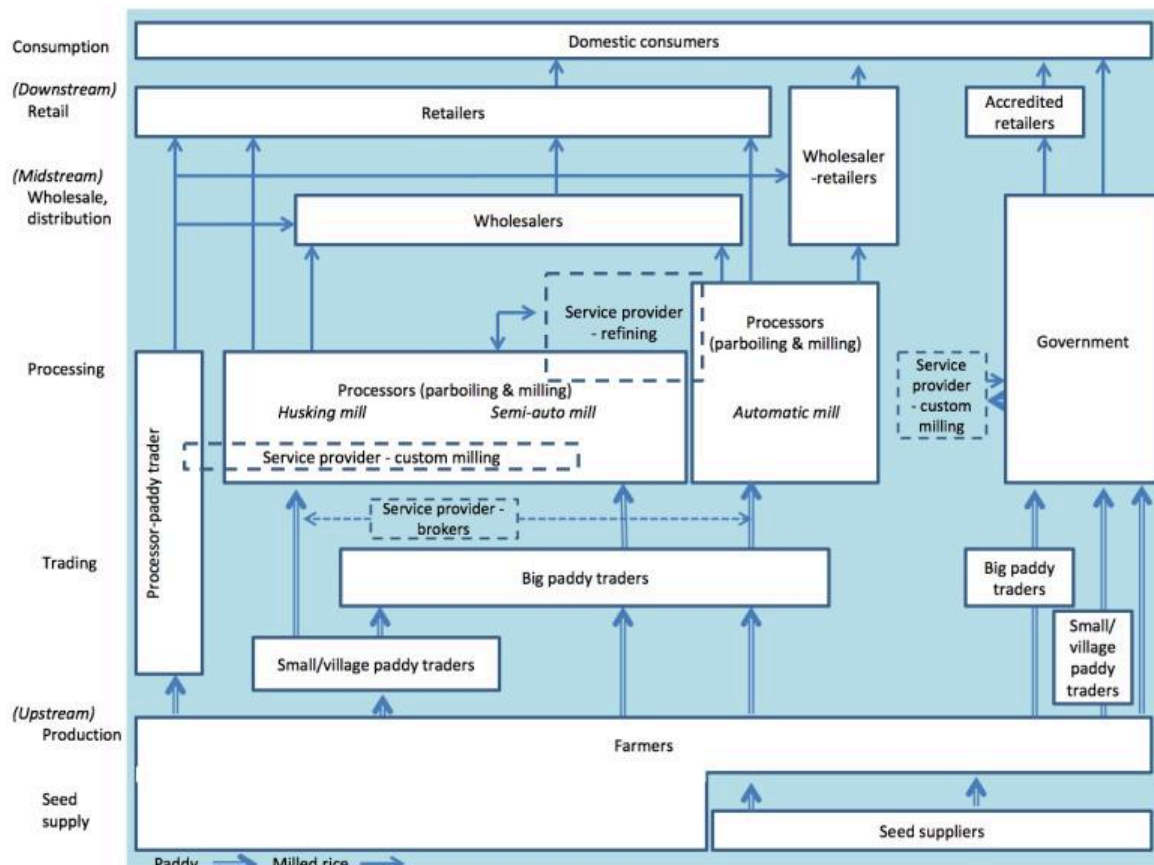 Consumption
Domestic consumers
(Downstream)
Retail
Retailers
Accredited
retailers
Wholesaler
-retailers
(Midstream)
Wholesale,
distribution
Wholesalers
Service provider
- refining
Processors
(parboiling & milling)
Automatic mill
Government
Processing
Service
provider
- custom
milling
Processors (parboiling & milling)
Husking mill
Semi-auto mill
Service provider - custom milling
Processor-paddy trader
Service provider -
brokers
Trading
Big paddy traders
Big paddy
traders
Small/village paddy traders
Small/
village
paddy
traders
(Upstream)
Production
Farmers
Seed
supply
Seed suppliers
Paddy
Milled rice